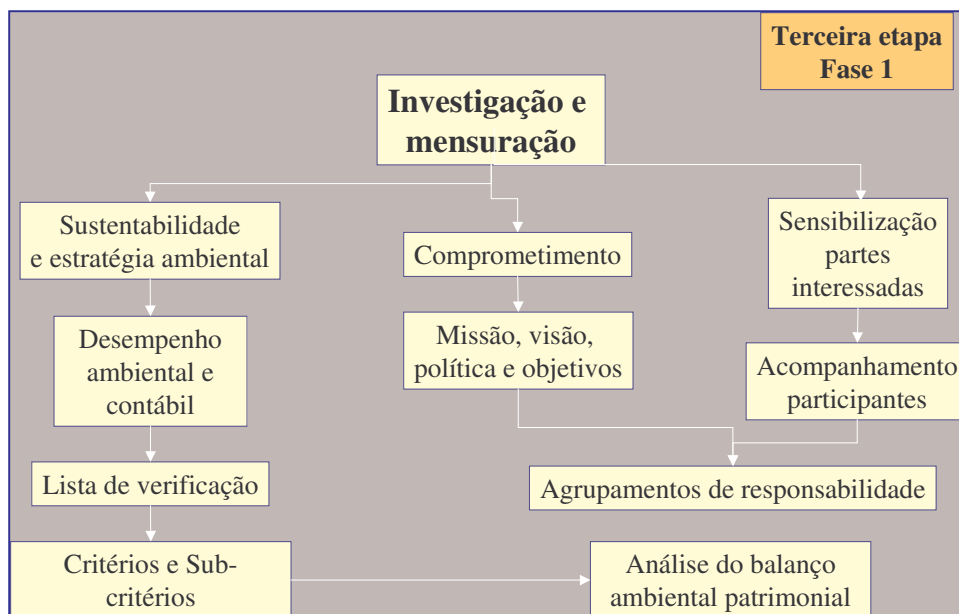 Terceira etapa
Fase 1
Investigação e
mensuração
Sustentabilidade
e estratégia ambiental
Comprometimento
Sensibilização
partes
interessadas
Desempenho
ambiental e
contábil
Missão, visão,
política e objetivos
Acompanhamento
participantes
Lista de verificação
Agrupamentos de responsabilidade
Critérios e Sub-
critérios
Análise do balanço
ambiental patrimonial